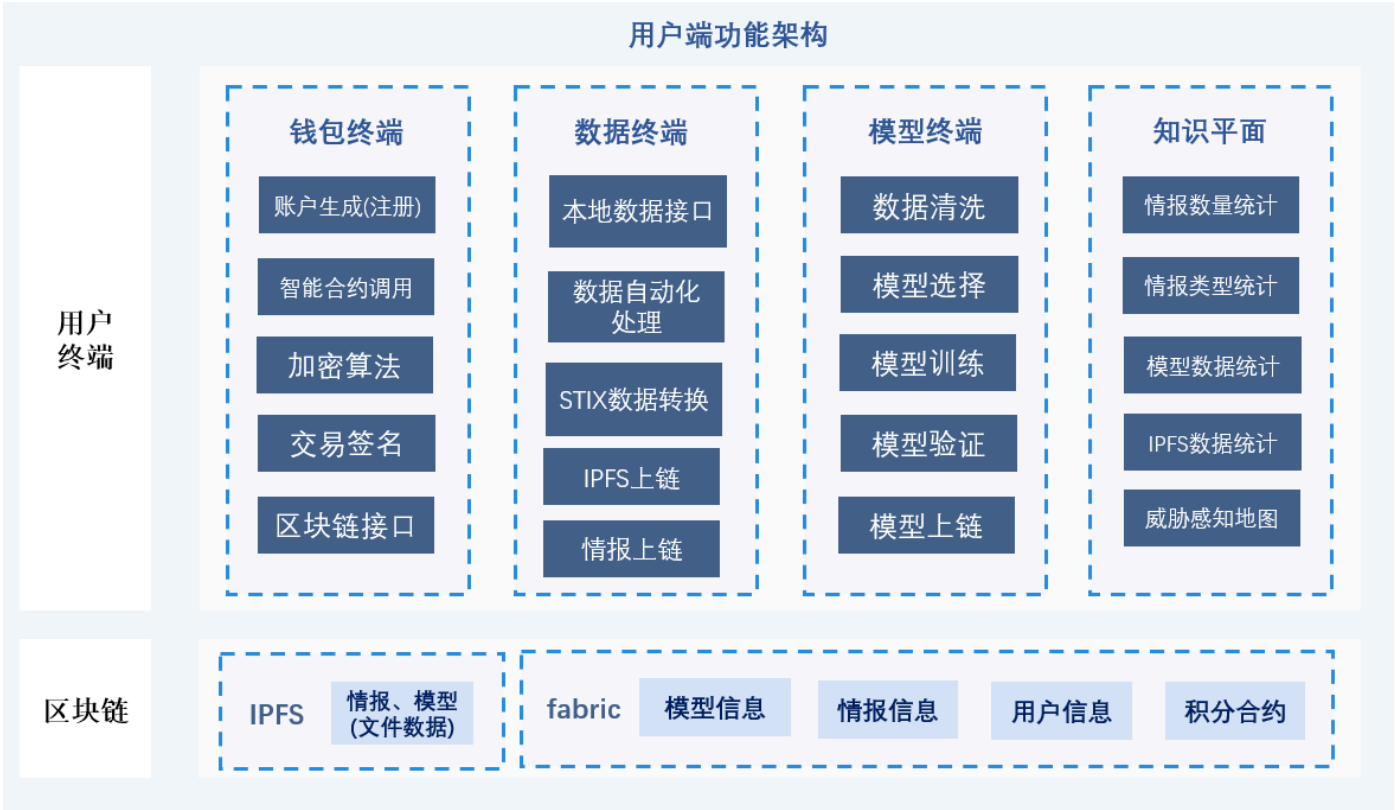 用户端功能架构
用户
终端
钱包终端
账户生成(注册)
智能合约调用
加密算法
交易签名
区块链接口
数据终端
本地数据接口
数据自动化
处理
STIX数据转换
IPFS上链
情报上链
模型终端
数据清洗
模型选择
模型训练
模型验证
模型上链
知识平面
情报数量统计
情报类型统计
模型数据统计
IPFS数据统计
威胁感知地图
区块链
IPFS
情报、模型
(文件数据)
fabric
模型信息
情报信息
用户信息
积分合约